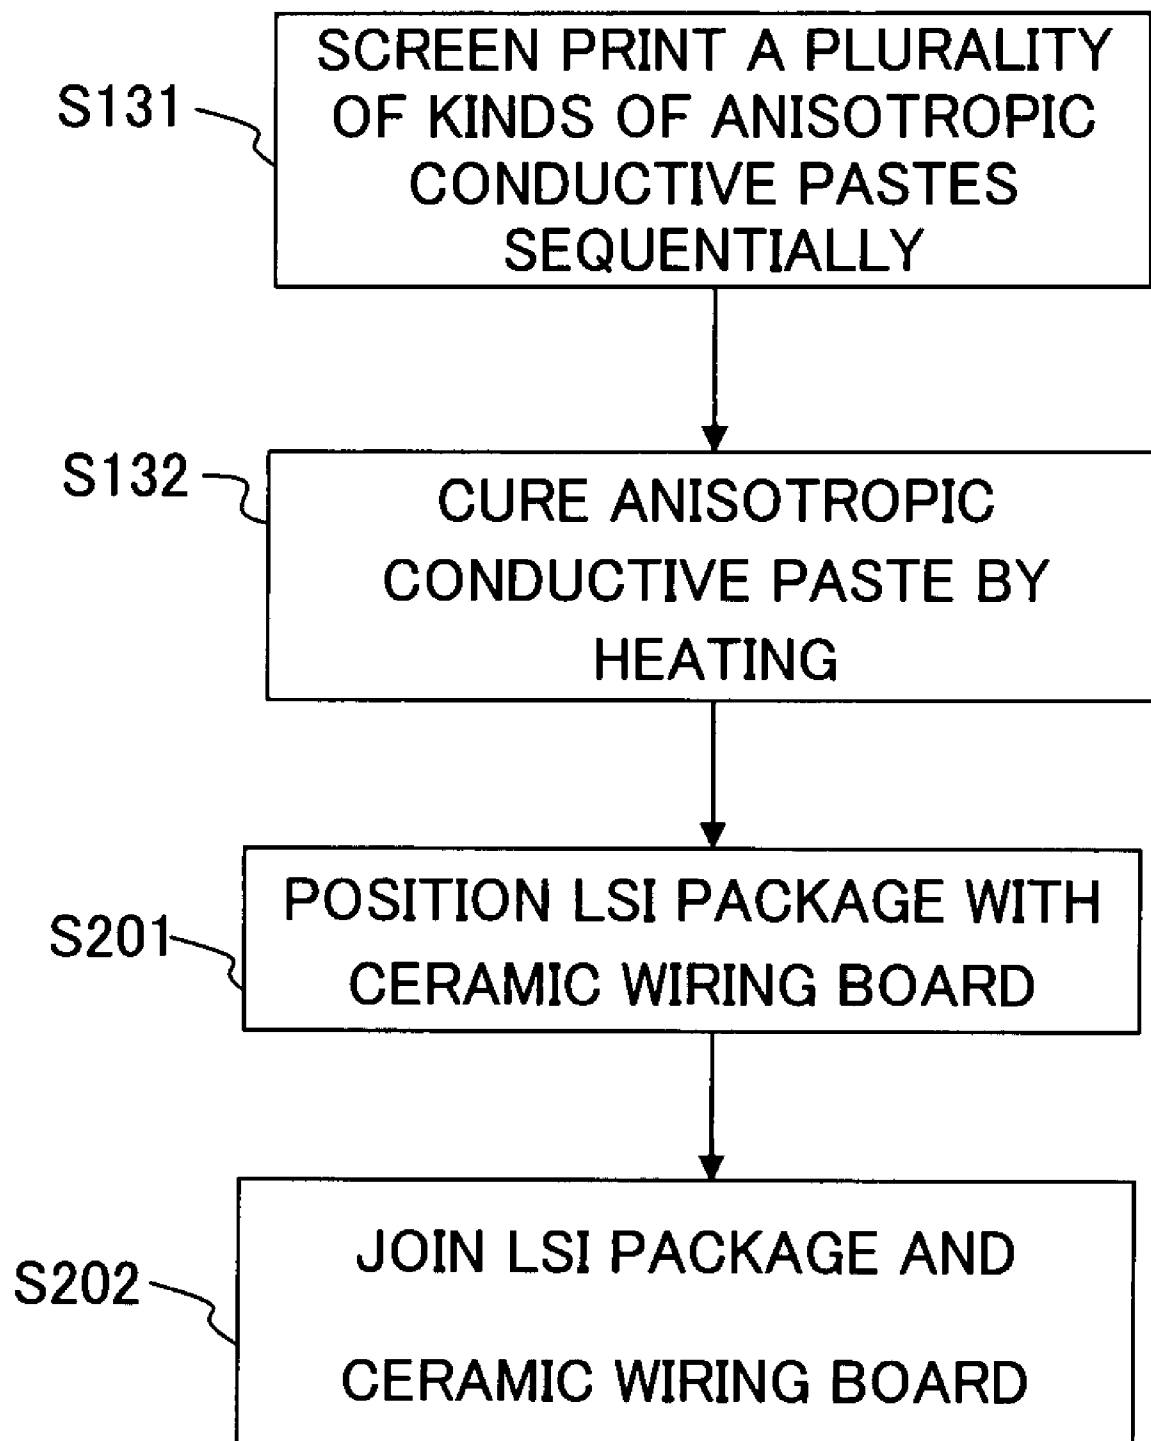 S131
SCREEN PRINT A PLURALITY
OF KINDS OF ANISOTROPIC
CONDUCTIVE PASTES
SEQUENTIALLY
S132
CURE ANISOTROPIC
CONDUCTIVE PASTE BY
HEATING
S201
POSITION LSI PACKAGE WITH
CERAMIC WIRING BOARD
S202
JOIN LSI PACKAGE AND
CERAMIC WIRING BOARD